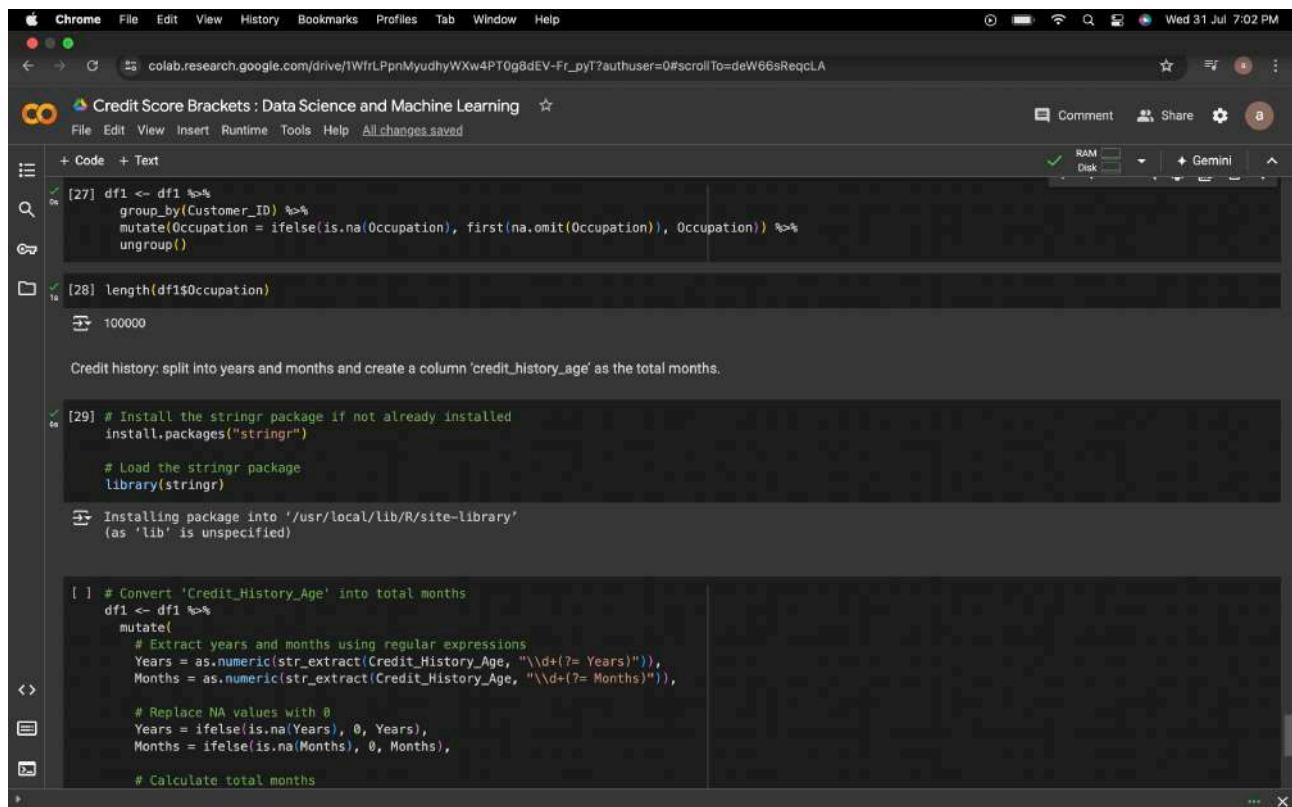 Chrome File Edit View History Bookmarks Profiles Tab Window Help Wed 31 Jul 7:02 PM
colab.research.google.com/drive/1WfrLPpnMyudhyWXw4PT0g8dEV-Fr_pyT?authuser=0#scrollTo=deW66sReqcLA
CO Credit Score Brackets : Data Science and Machine Learning
Comment Share a
File Edit View Insert Runtime Tools Help All changes saved
+ Code + Text RAM Disk Gemini
[27] df1 <- df1 %>%
group_by(Customer_ID) %>%
mutate(Occupation = ifelse(is.na(Occupation), first(na.omit(Occupation)), Occupation)) %>%
ungroup()
0s
[28] length(df1$Occupation)
1s
100000
Credit history: split into years and months and create a column 'credit_history_age' as the total months.
[29] # Install the stringr package if not already installed
install.packages("stringr")
# Load the stringr package
library(stringr)
Installing package into ‘/usr/local/lib/R/site-library’
(as ‘lib’ is unspecified)
[ ] # Convert 'Credit_History_Age' into total months
df1 <- df1 %>%
mutate(
# Extract years and months using regular expressions
Years = as.numeric(str_extract(Credit_History_Age, "\\d+(?= Years)")),
Months = as.numeric(str_extract(Credit_History_Age, "\\d+(?= Months)")),
# Replace NA values with 0
Years = ifelse(is.na(Years), 0, Years),
Months = ifelse(is.na(Months), 0, Months),
# Calculate total months